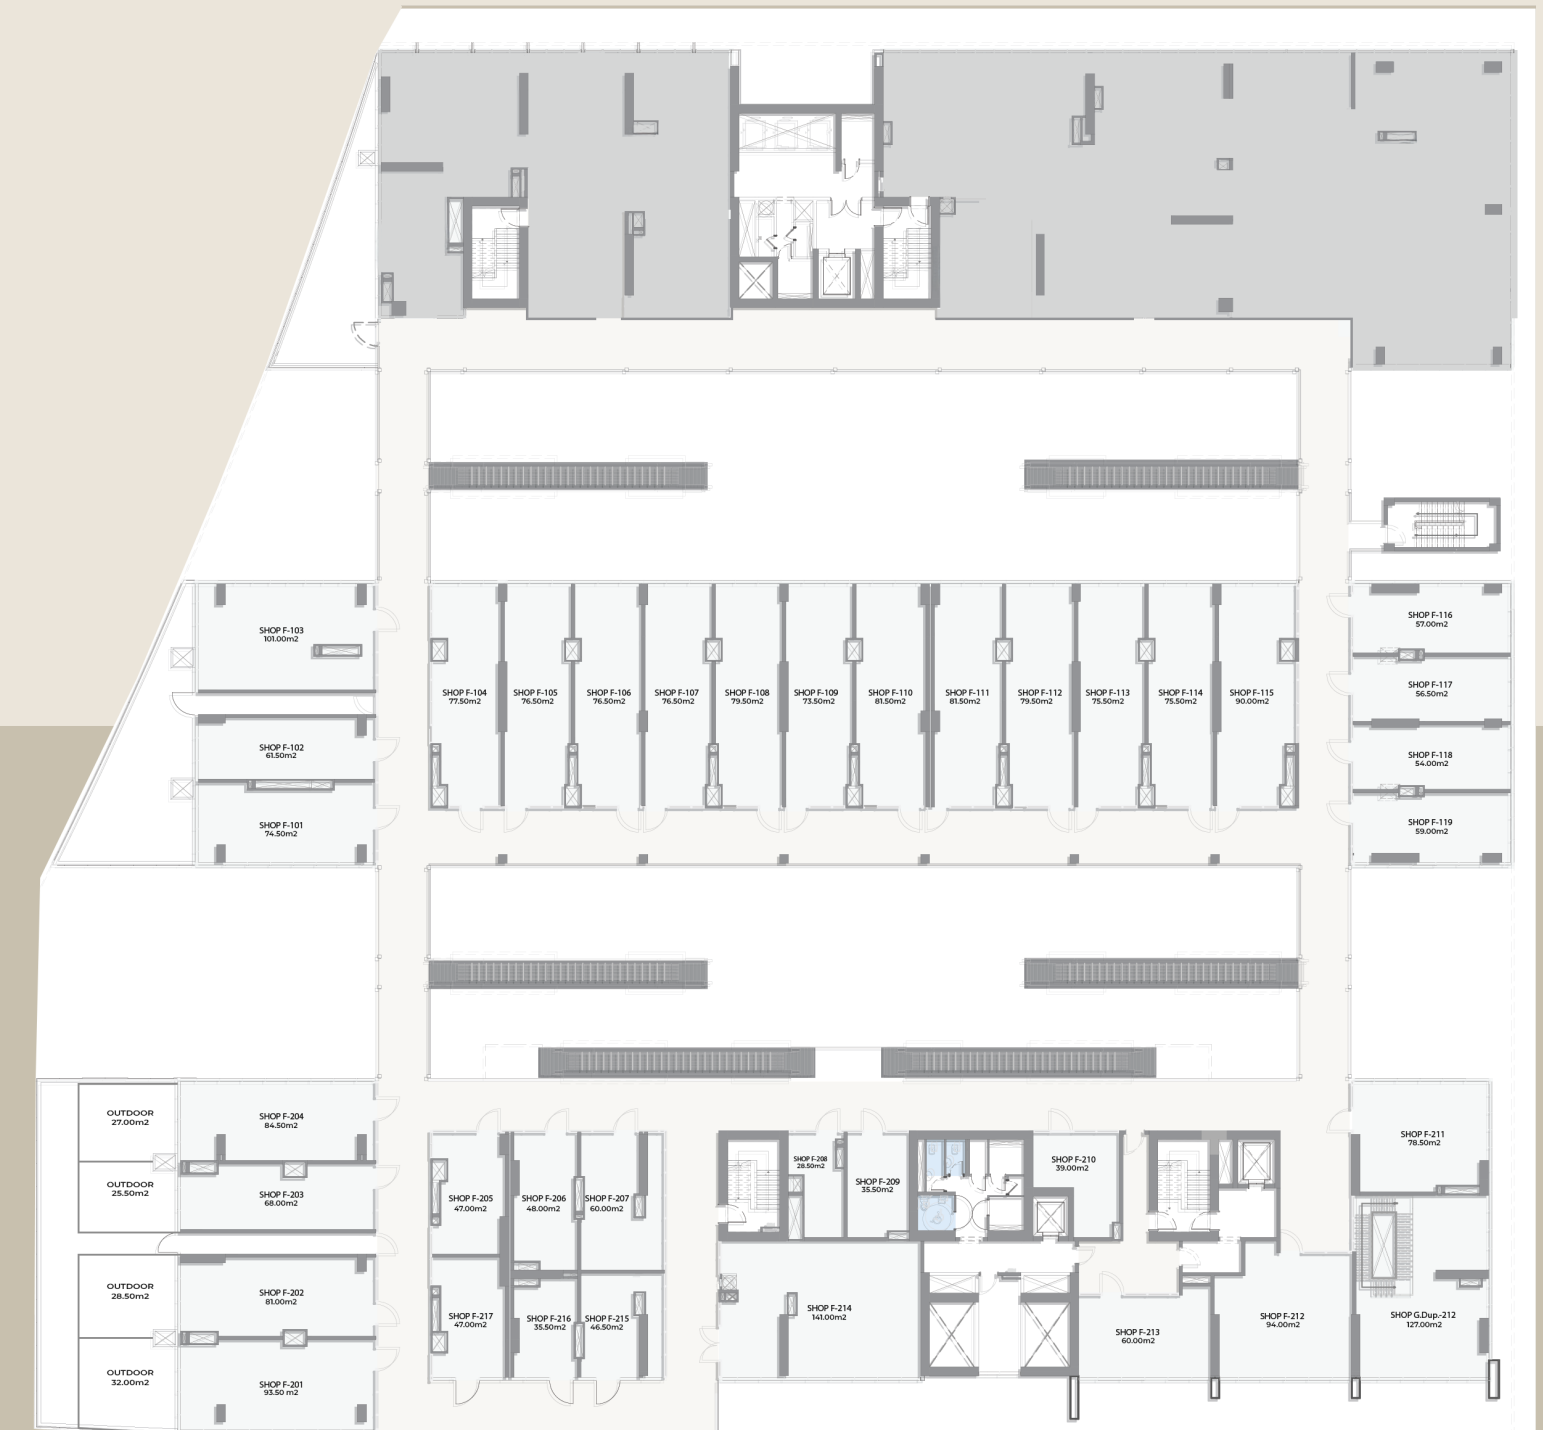 SHOP F-103
101.00m2
SHOP F-102
61.50m2
SHOP F-101
74.50m2
SHOP F-104
77.50m2
SHOP F-105
76.50m2
SHOP F-106
76.50m2
SHOP F-107
76.50m2
SHOP F-108
79.50m2
SHOP F-109
73.50m2
SHOP F-110
81.50m2
SHOP F-111
81.50m2
SHOP F-112
79.50m2
SHOP F-113
75.50m2
SHOP F-114
75.50m2
SHOP F-115
90.00m2
SHOP F-116
57.00m2
SHOP F-117
56.50m2
SHOP F-118
54.00m2
SHOP F-119
59.00m2
OUTDOOR
27.00m2
SHOP F-204
84.50m2
OUTDOOR
25.50m2
SHOP F-203
68.00m2
OUTDOOR
28.50m2
SHOP F-202
81.00m2
OUTDOOR
32.00m2
SHOP F-201
93.50 m2
SHOP F-205
47.00m2
SHOP F-206
48.00m2
SHOP F-207
60.00m2
SHOP F-217
47.00m2
SHOP F-216
35.50m2
SHOP F-215
46.50m2
SHOP F-208
28.50m2
SHOP F-209
35.50m2
SHOP F-210
39.00m2
SHOP F-211
78.50m2
SHOP F-214
141.00m2
SHOP F-213
60.00m2
SHOP F-212
94.00m2
SHOP G.Dup.-212
127.00m2